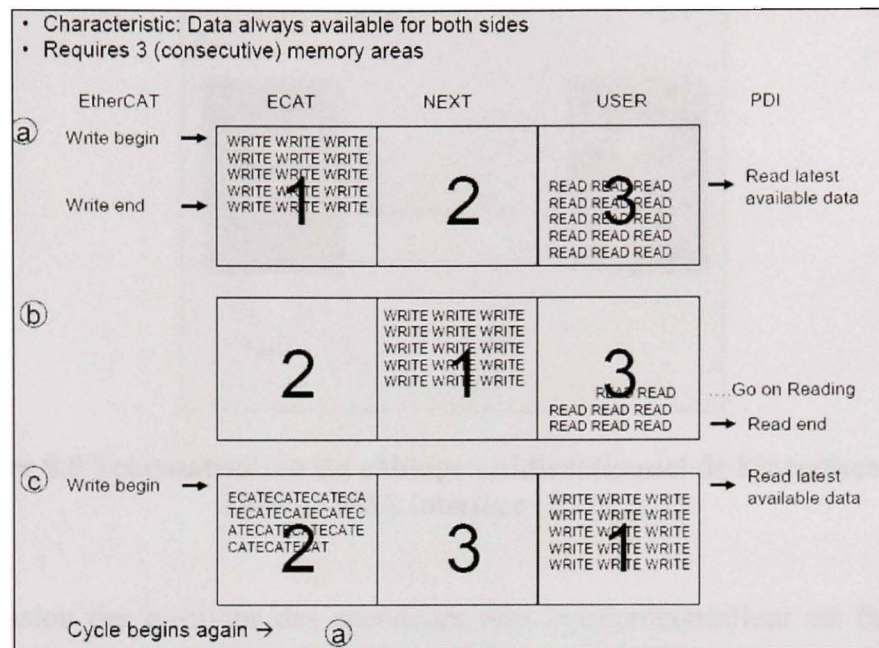 • Characteristic: Data always available for both sides
• Requires 3 (consecutive) memory areas
EtherCAT ECAT NEXT USER PDI
a
Write begin →
Write end →
WRITE WRITE WRITE
WRITE WRITE WRITE
WRITE WRITE WRITE
WRITE WRITE WRITE
WRITE WRITE WRITE
1
2
READ READ READ
READ READ READ
READ READ READ
READ READ READ
READ READ READ
3
→ Read latest
available data
b
2
WRITE WRITE WRITE
WRITE WRITE WRITE
WRITE WRITE WRITE
WRITE WRITE WRITE
WRITE WRITE WRITE
1
READ READ
READ READ READ
READ READ READ
3
....Go on Reading
→ Read end
c
Write begin →
ECATECATECATECA
TECATECATECATEC
ATECATECATECATE
CATECATECAT
2
3
WRITE WRITE WRITE
WRITE WRITE WRITE
WRITE WRITE WRITE
WRITE WRITE WRITE
WRITE WRITE WRITE
1
→ Read latest
available data
Cycle begins again → a